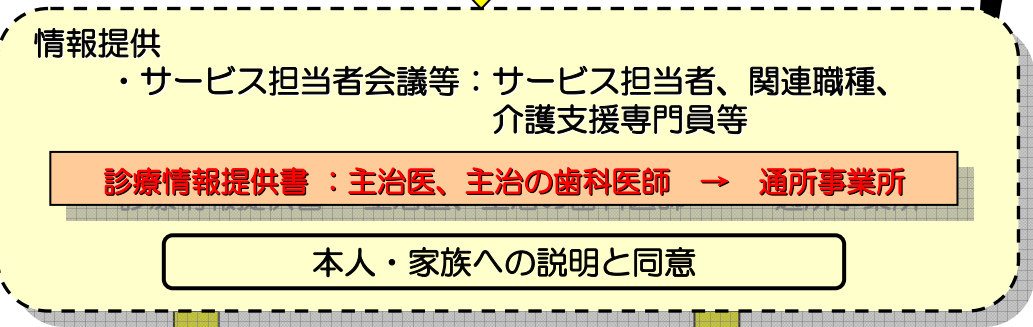 情報提供
・サービス担当者会議等：サービス担当者、関連職種、
介護支援専門員等
診療情報提供書 ：主治医、主治の歯科医師　→　通所事業所
本人・家族への説明と同意